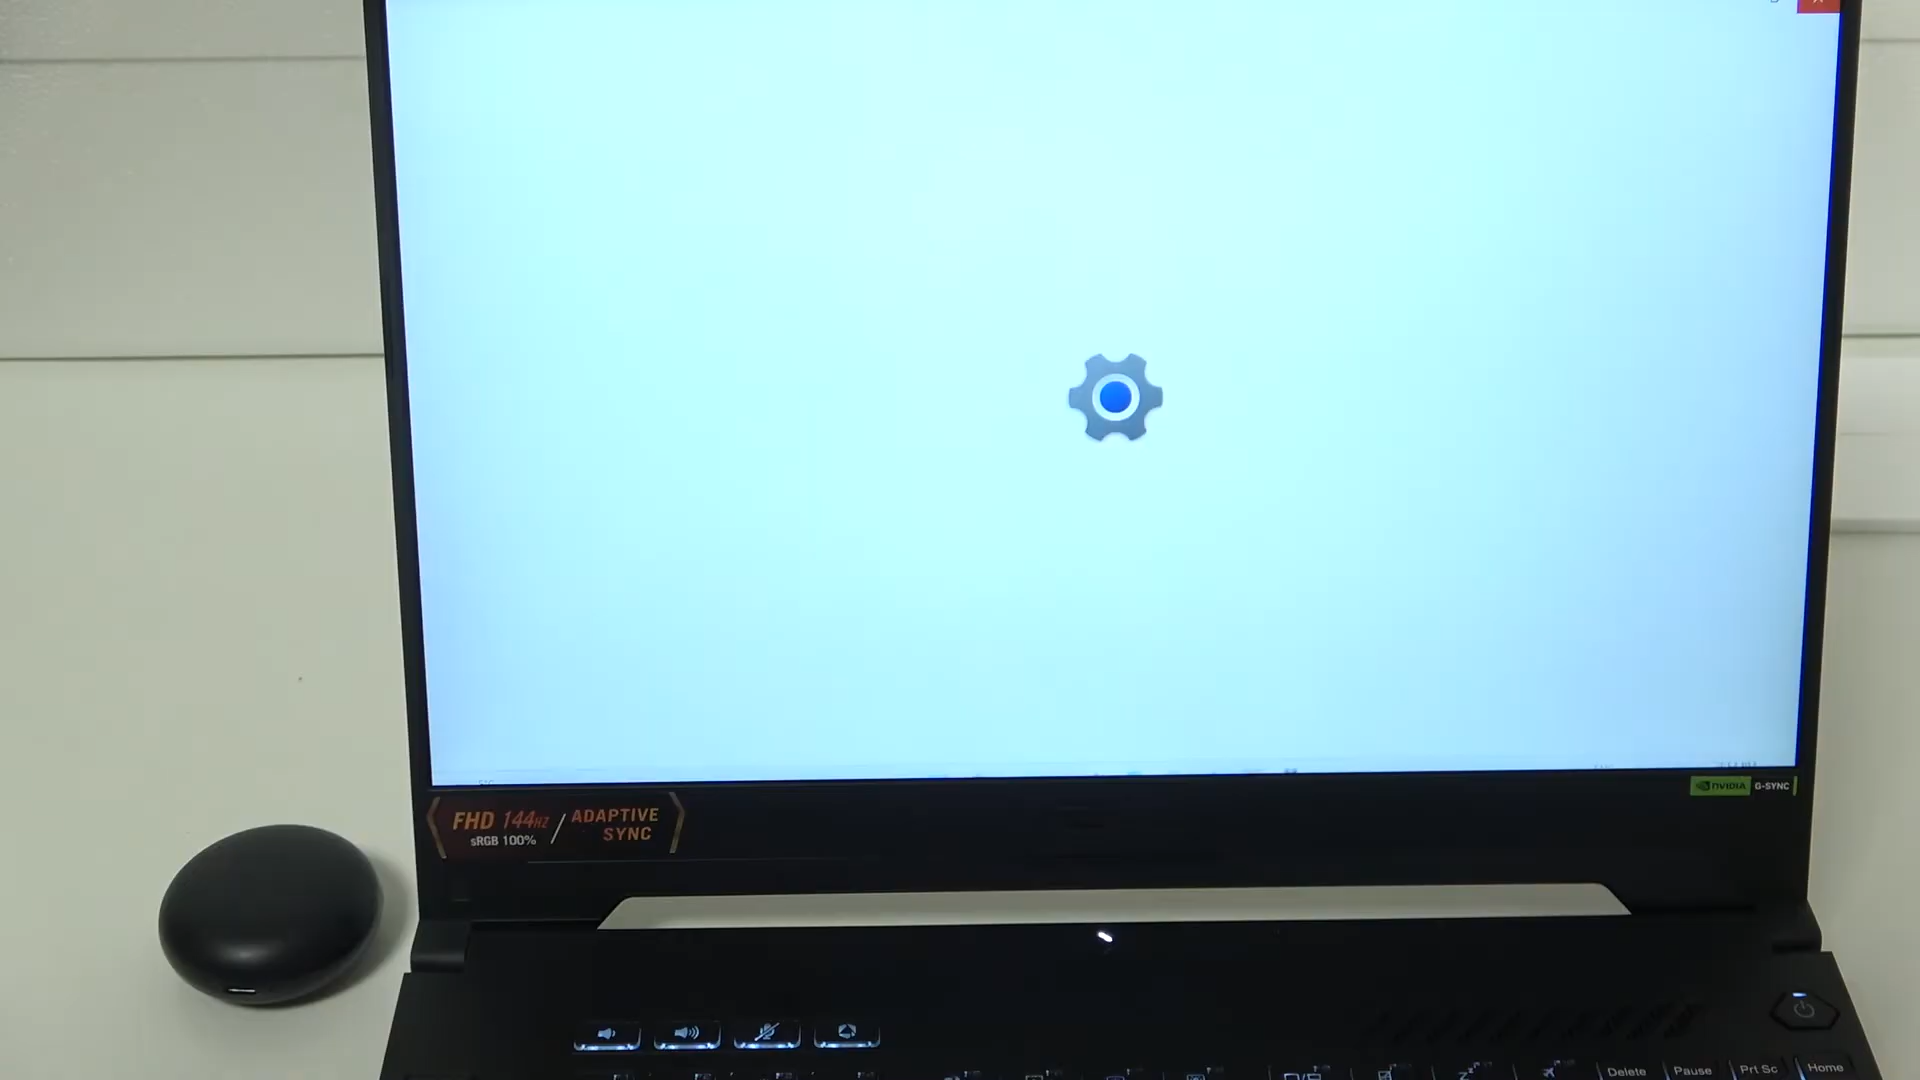 FHD 144HZ / ADAPTIVE SYNC
sRGB 100%
NVIDIA G-SYNC
Delete
Pause
Prt Sc
Home